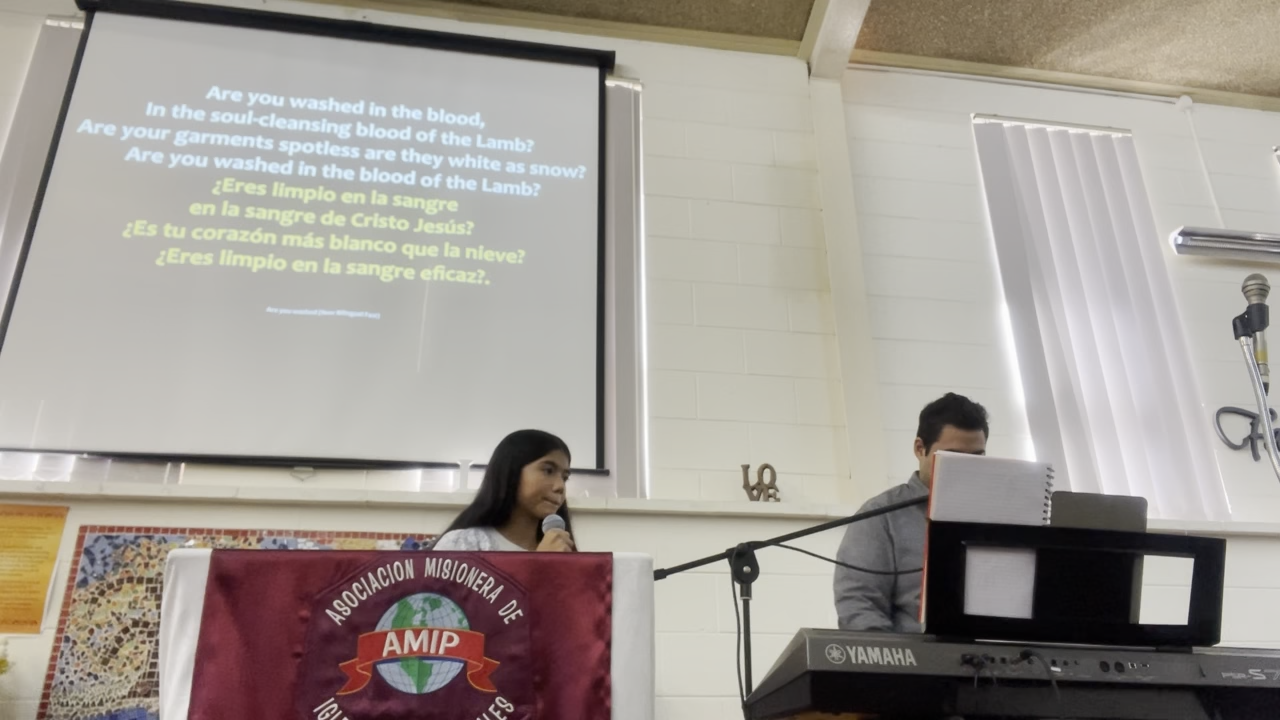 Are you washed in the blood,
In the soul-cleansing blood of the Lamb?
Are your garments spotless are they white as snow?
Are you washed in the blood of the Lamb?
¿Eres limpio en la sangre
en la sangre de Cristo Jesús?
¿Es tu corazón más blanco que la nieve?
¿Eres limpio en la sangre eficaz?.
LO
VE
ASOCIACION MISIONERA DE
AMIP
YAMAHA